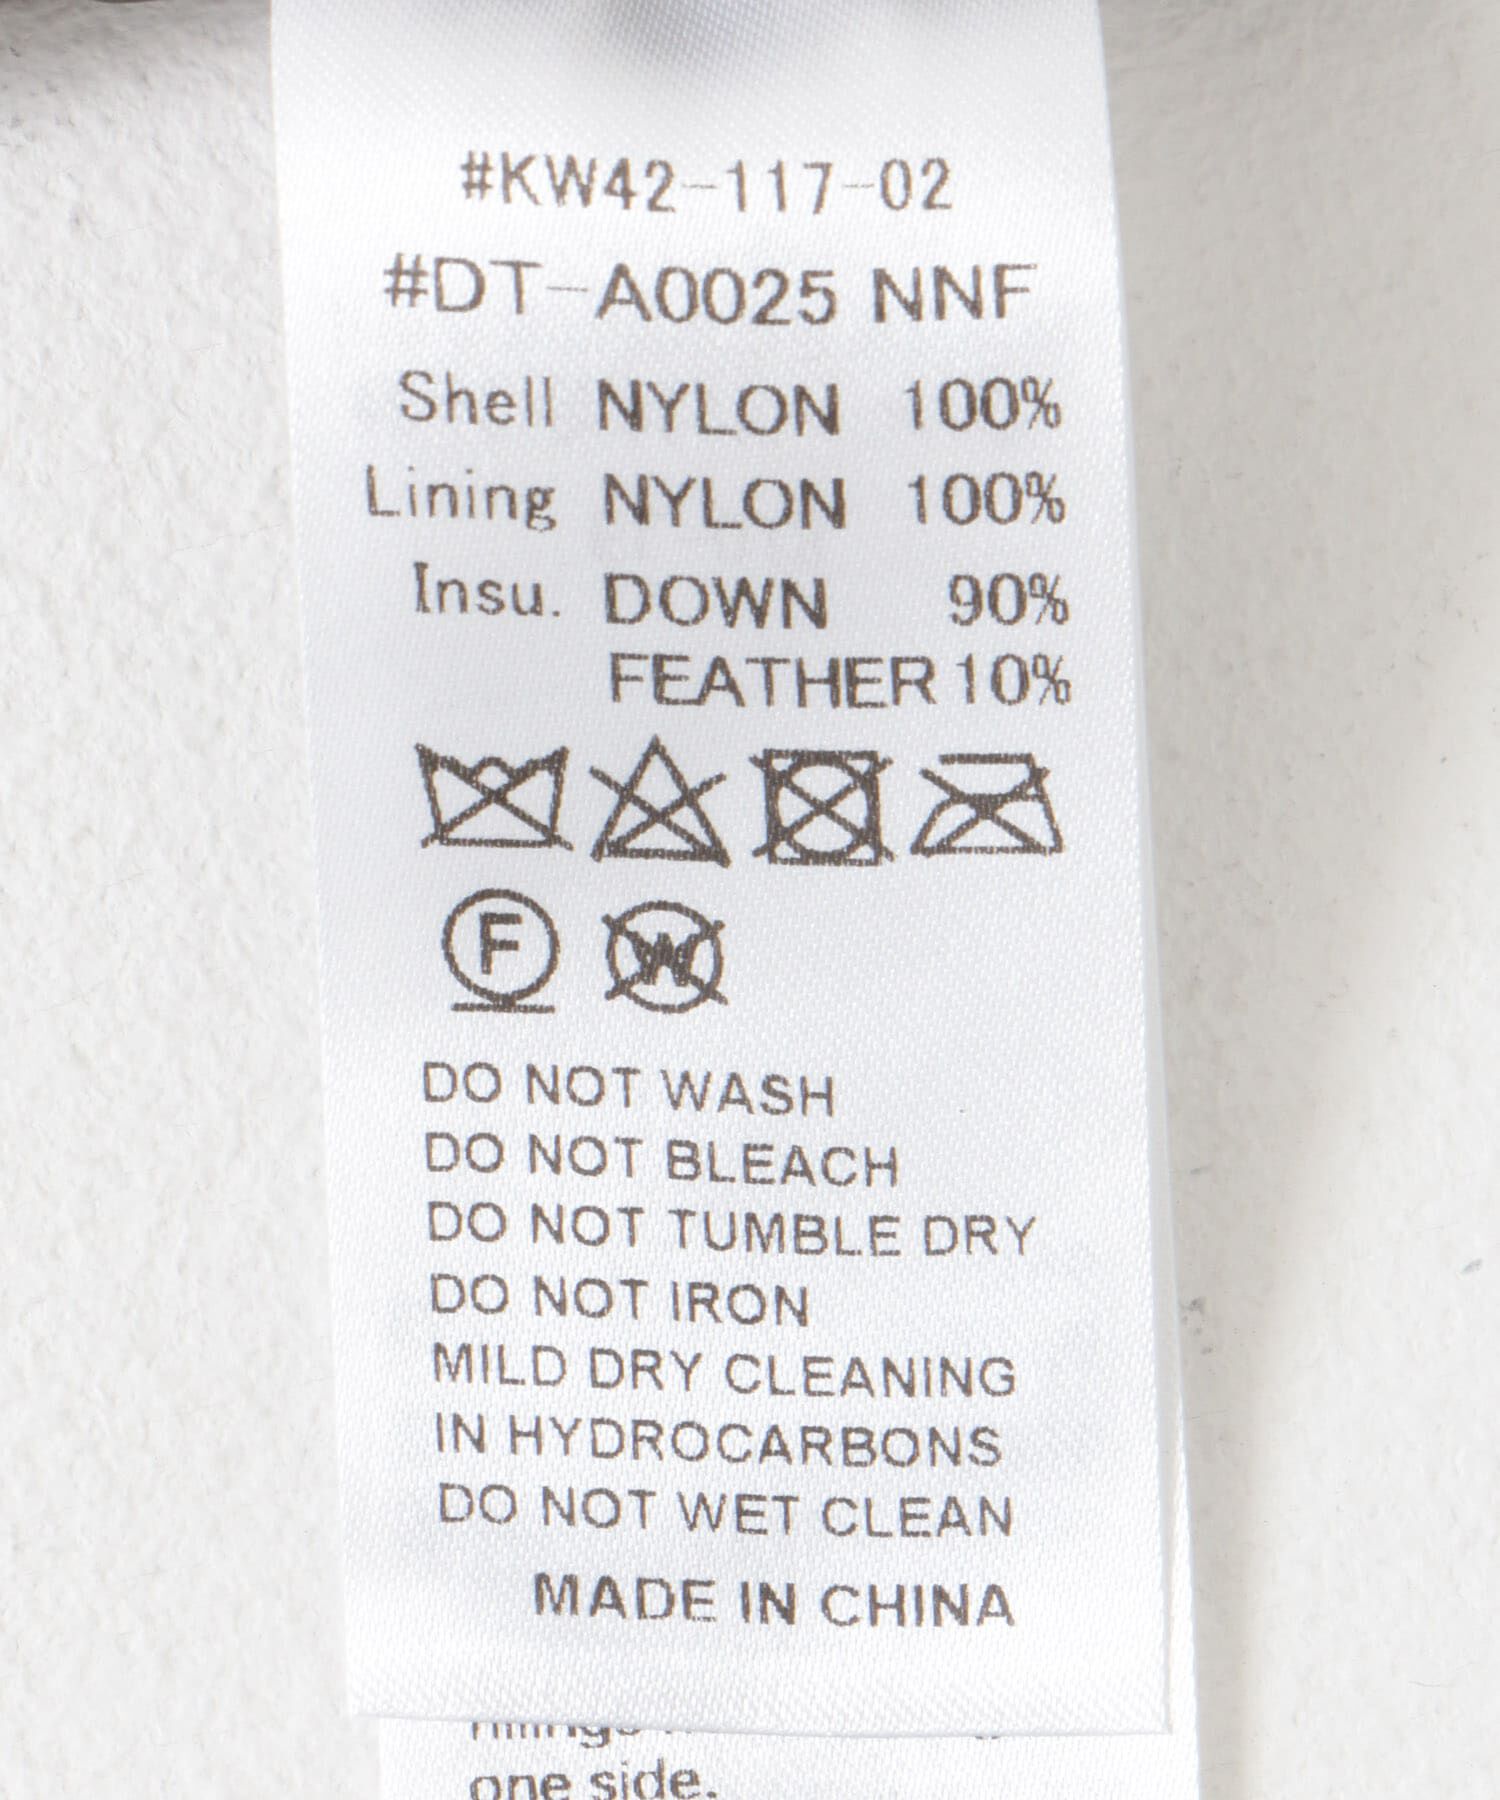 #KW42-117-02
#DT-A0025 NNF
Shell NYLON 100%
Lining NYLON 100%
Insu. DOWN 90%
FEATHER 10%
F W
DO NOT WASH
DO NOT BLEACH
DO NOT TUMBLE DRY
DO NOT IRON
MILD DRY CLEANING
IN HYDROCARBONS
DO NOT WET CLEAN
MADE IN CHINA
one side.